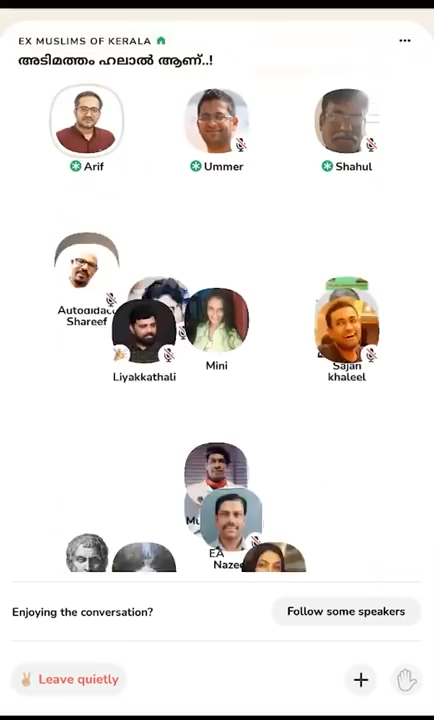 EX MUSLIMS OF KERALA
അടിമത്തം ഹലാൽ ആണ്..!
Arif
Ummer
Shahul
Shareef
Liyakkathali
Mini
Sajan
khaleel
EA
Enjoying the conversation?
Follow some speakers
Leave quietly